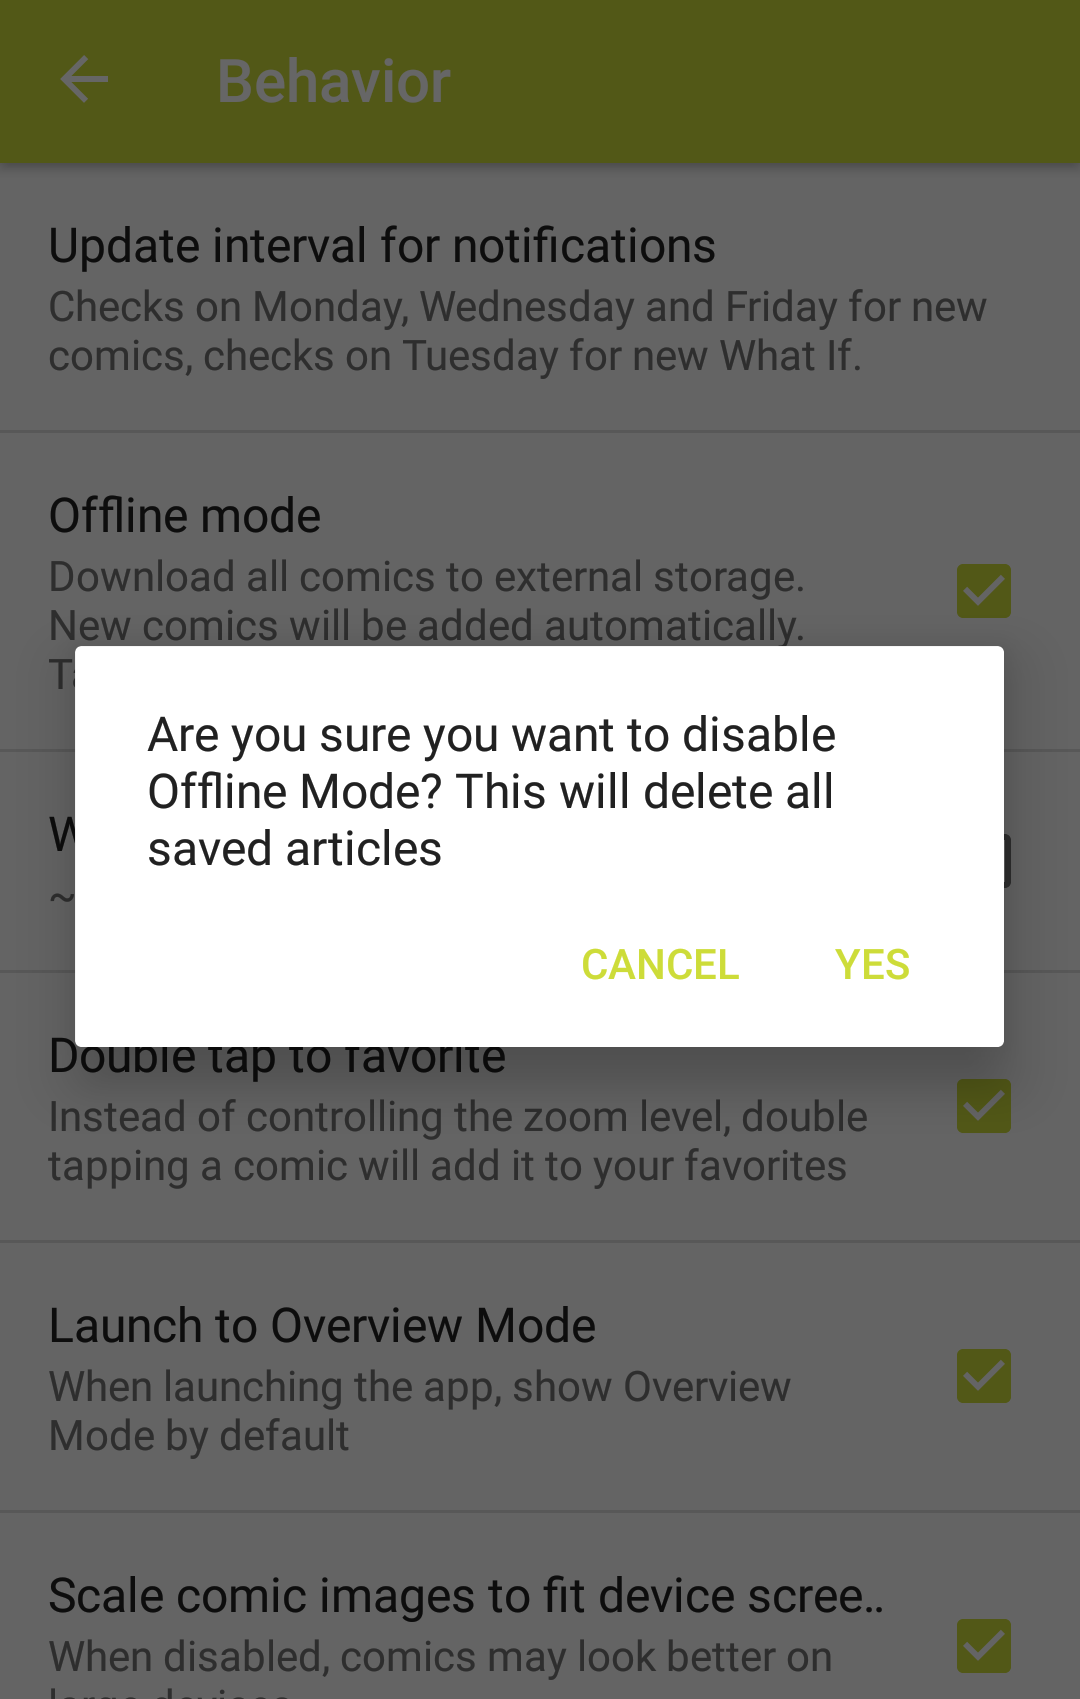 Behavior
Update interval for notifications
Checks on Monday, Wednesday and Friday for new
comics, checks on Tuesday for new What If.
Offline mode
Download all comics to external storage.
New comics will be added automatically.
Are you sure you want to disable
Offline Mode? This will delete all
saved articles
CANCEL YES
~
Double tap to favorite
Instead of controlling the zoom level, double
tapping a comic will add it to your favorites
Launch to Overview Mode
When launching the app, show Overview
Mode by default
Scale comic images to fit device scree..
When disabled, comics may look better on